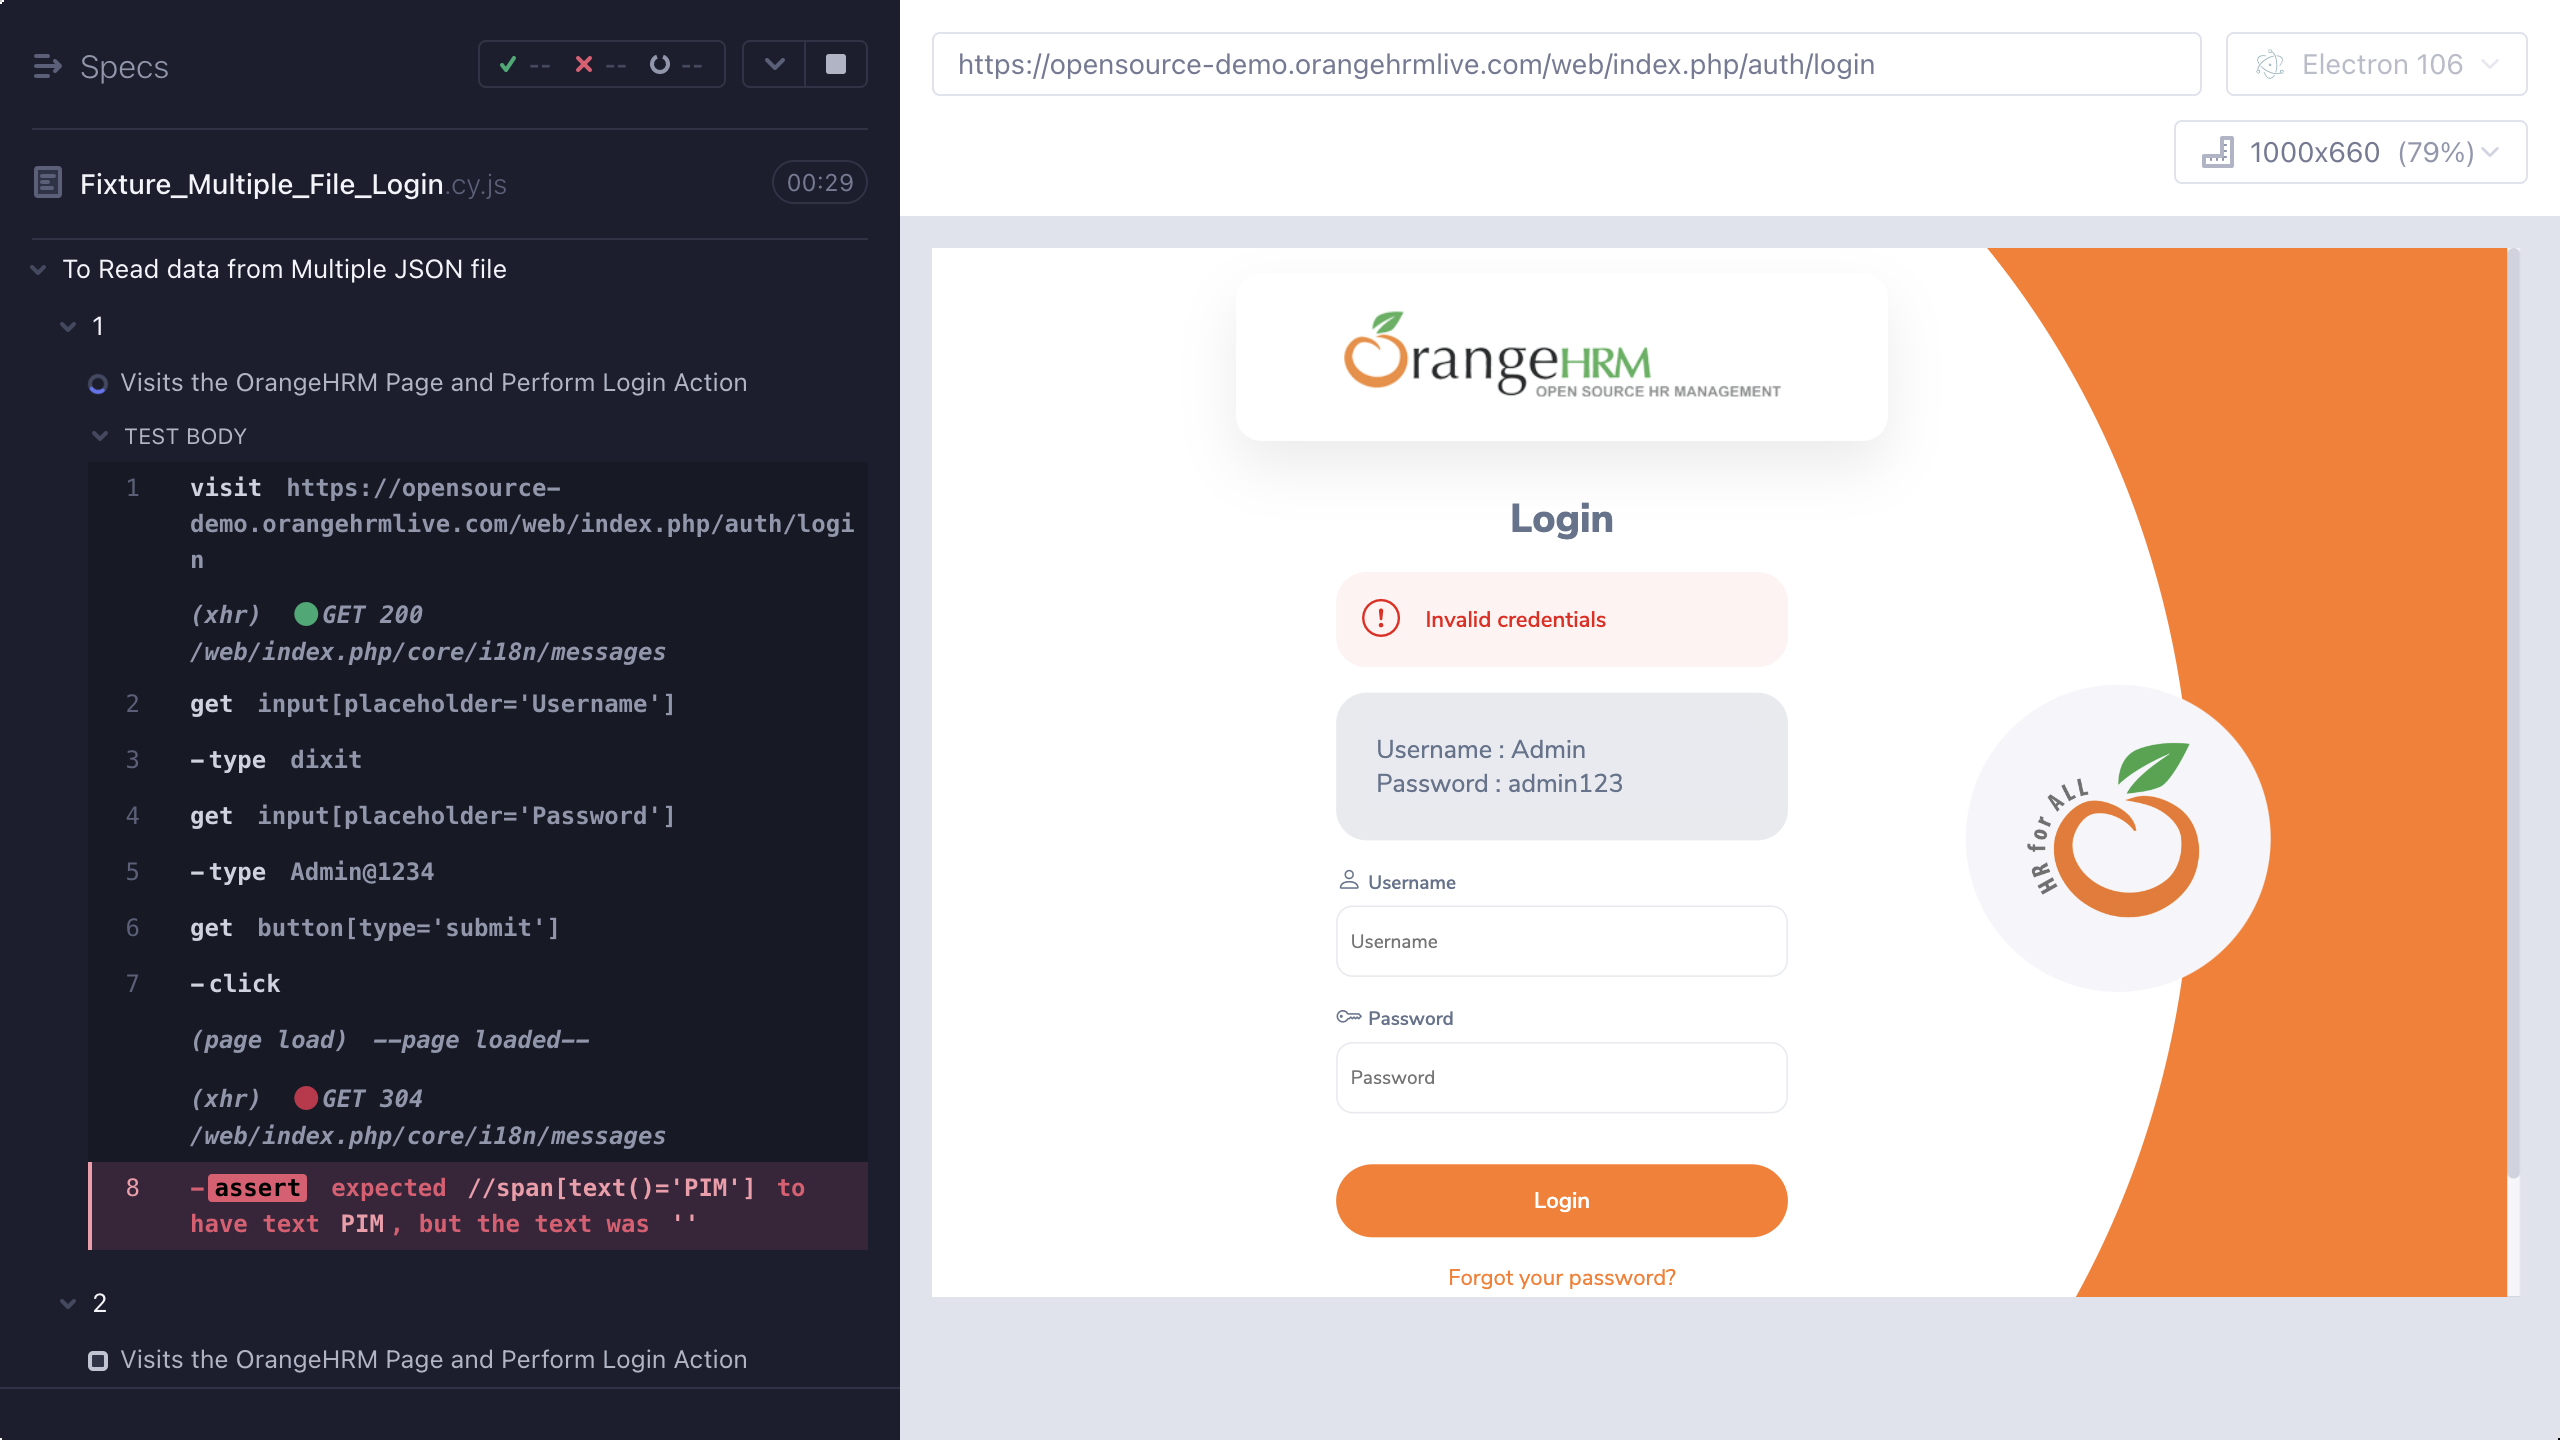 Specs
-- -- --
Fixture_Multiple_File_Login.cy.js 00:29
To Read data from Multiple JSON file
1
Visits the OrangeHRM Page and Perform Login Action
TEST BODY
1 visit https://opensource-
demo.orangehrmlive.com/web/index.php/auth/logi
n
(xhr) GET 200
/web/index.php/core/i18n/messages
2 get input[placeholder='Username']
3 -type dixit
4 get input[placeholder='Password']
5 -type Admin@1234
6 get button[type='submit']
7 -click
(page load) --page loaded--
(xhr) GET 304
/web/index.php/core/i18n/messages
8 -assert expected //span[text()='PIM'] to
have text PIM, but the text was ''
2
Visits the OrangeHRM Page and Perform Login Action
https://opensource-demo.orangehrmlive.com/web/index.php/auth/login
Electron 106
1000x660 (79%)
OrangeHRM
OPEN SOURCE HR MANAGEMENT
Login
Invalid credentials
Username : Admin
Password : admin123
Username
Username
Password
Password
Login
Forgot your password?
HR for ALL